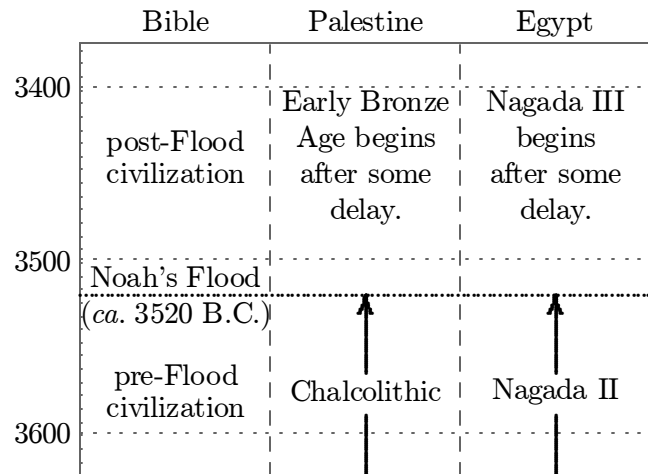 Bible Palestine Egypt
3400
3500
3600
post-Flood
civilization
Early Bronze
Age begins
after some
delay.
Nagada III
begins
after some
delay.
Noah's Flood
(ca. 3520 B.C.)
pre-Flood
civilization
Chalcolithic
Nagada II